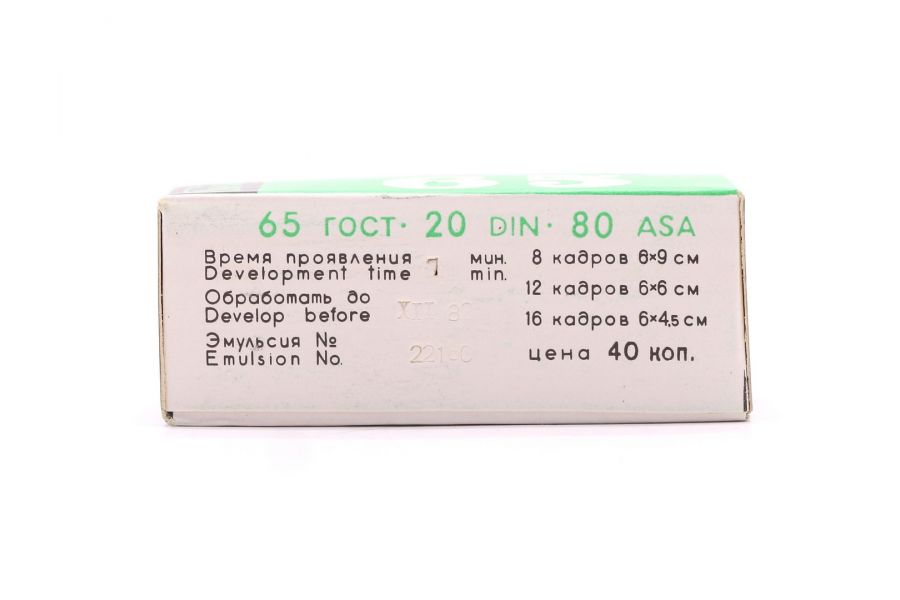 65
65 ГОСТ· 20 DIN· 80 ASA
Время проявления 7 мин.
Development time min.
Обработать до
Develop before XII
Эмульсия №
Emulsion No.
8 кадров 6×9 см
12 кадров 6×6 см
16 кадров 6×4,5 см
цена 40 коп.